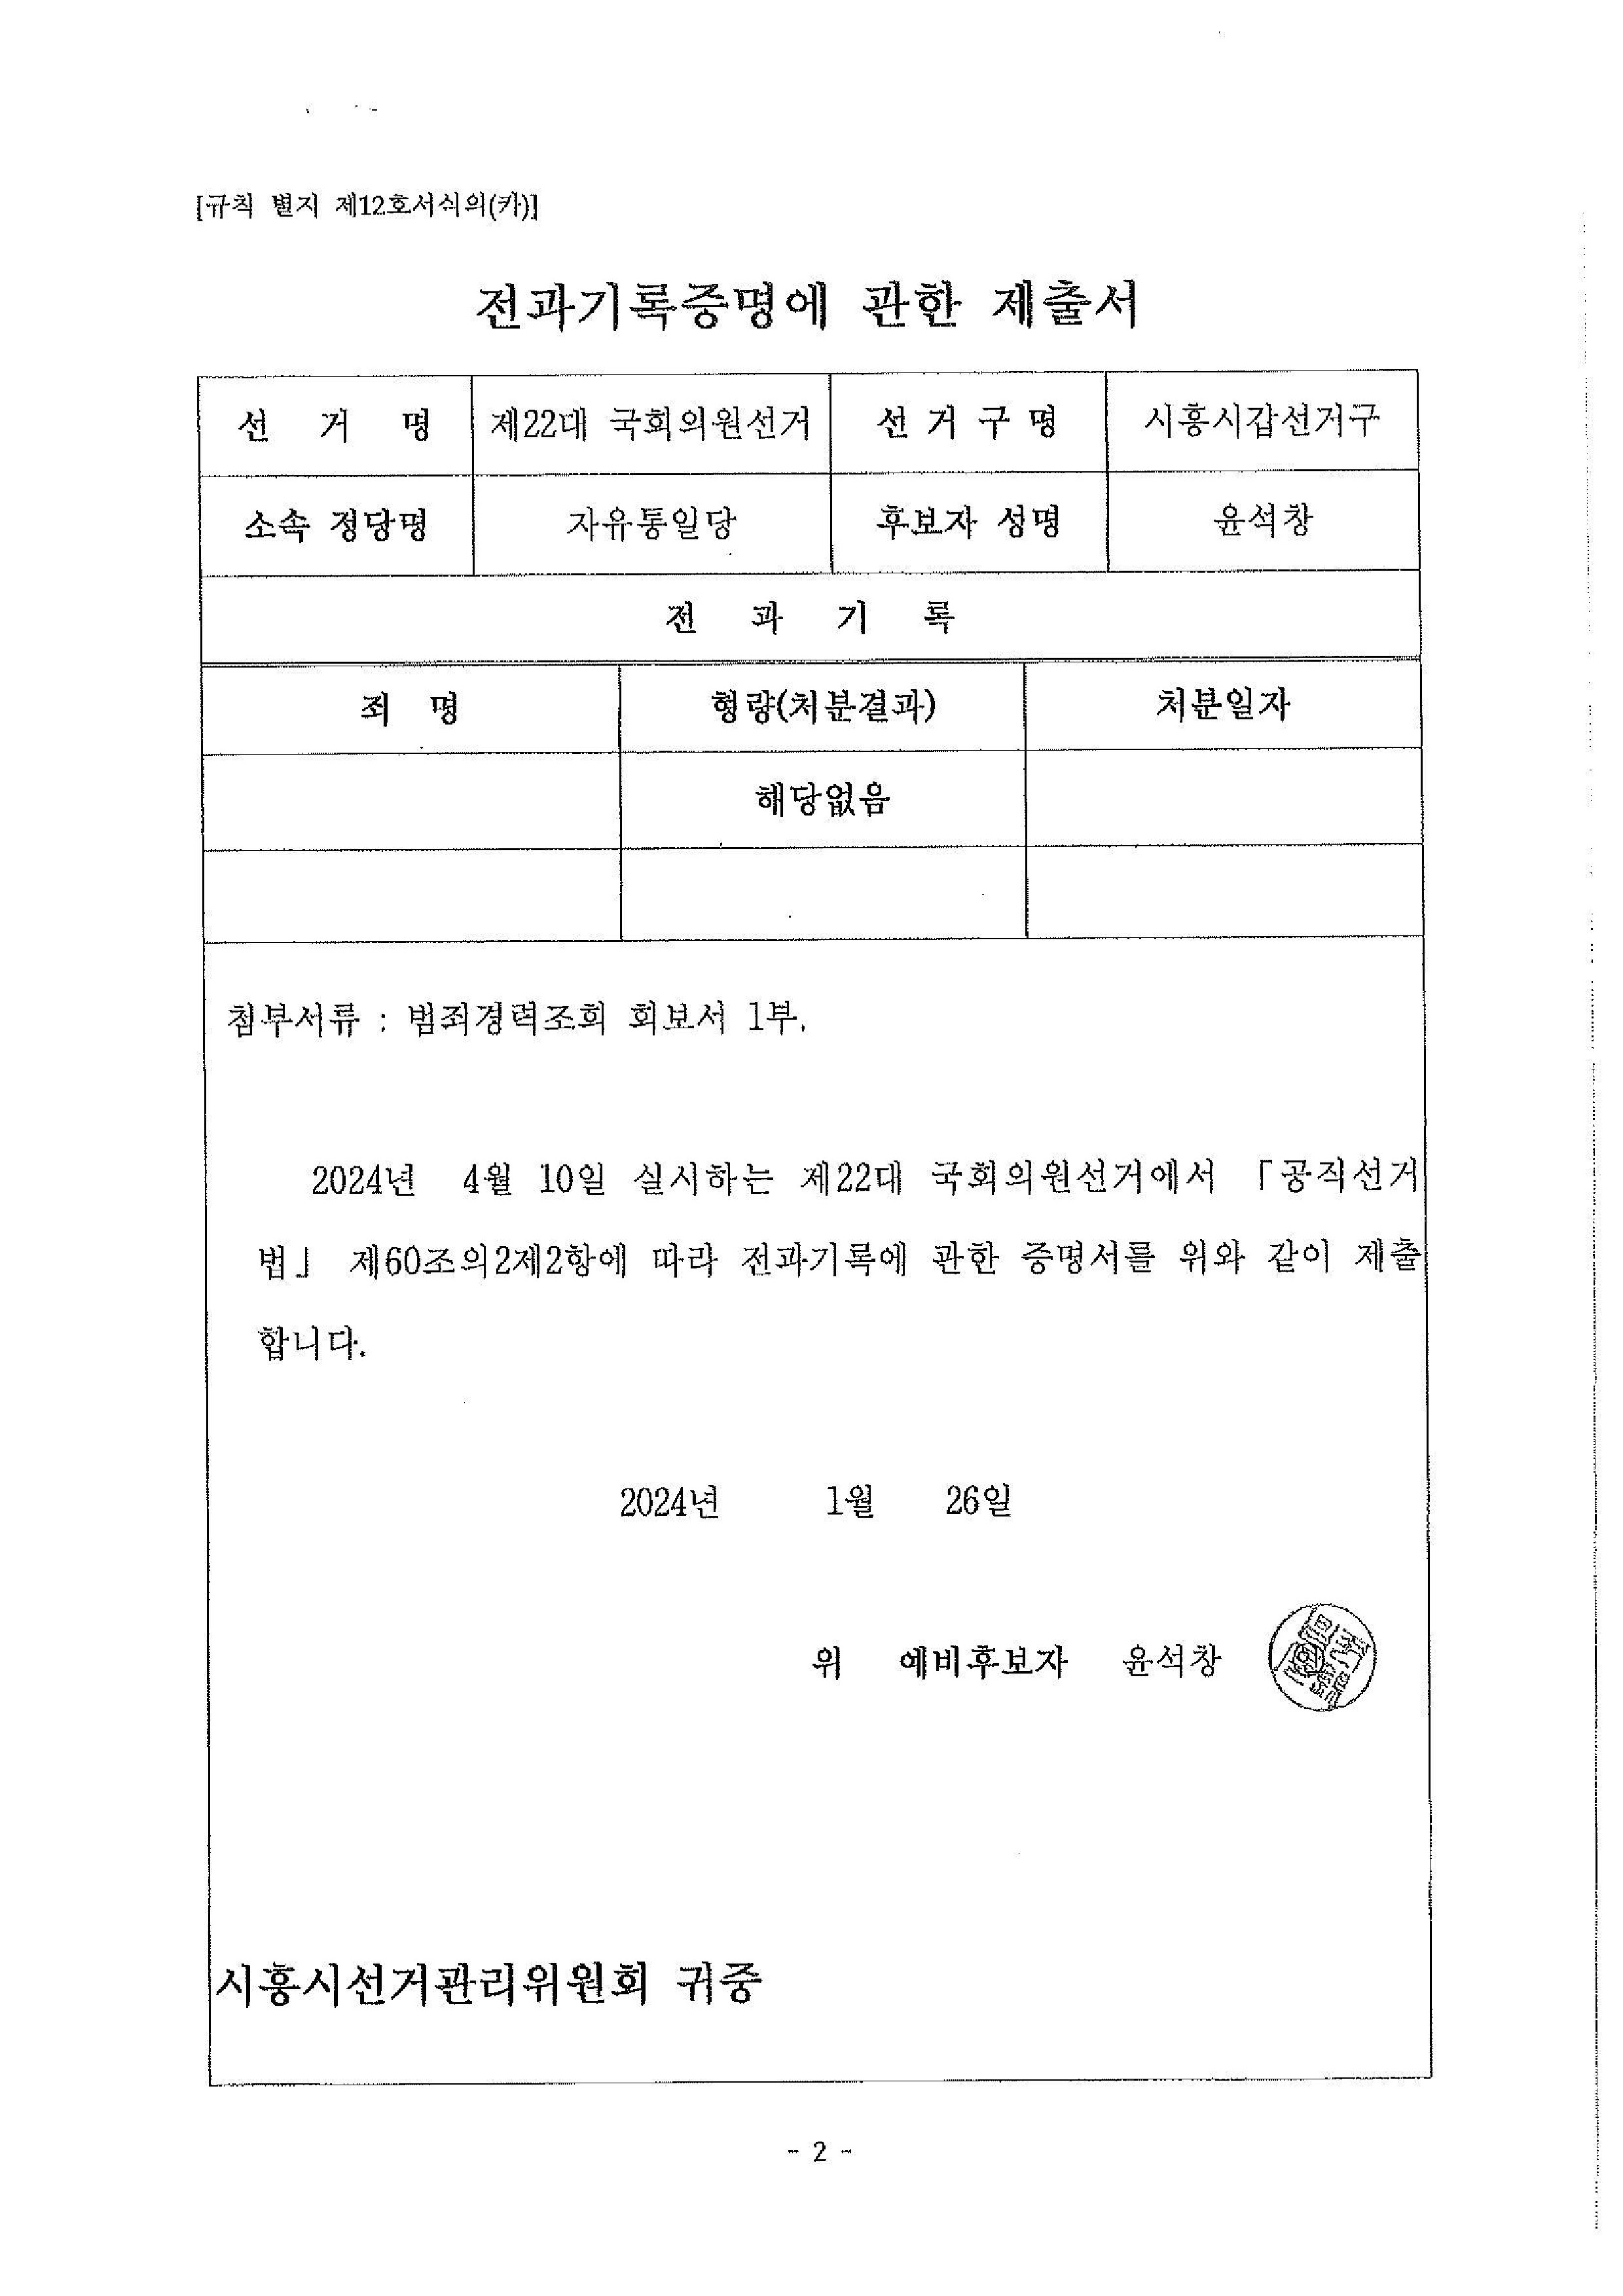 [규칙 별지 제12호서식의(카)]
전과기록증명에 관한 제출서
선 거 명 제22대 국회의원선거 선 거 구 명 시흥시갑선거구
소속 정당명 자유통일당 후보자 성명 윤석창
전 과 기 록
죄 명 형량(처분결과) 처분일자
해당없음
첨부서류 : 범죄경력조회 회보서 1부.
2024년 4월 10일 실시하는 제22대 국회의원선거에서 「공직선거
법」 제60조의2제2항에 따라 전과기록에 관한 증명서를 위와 같이 제출
합니다.
2024년 1월 26일
위 예비후보자 윤석창
시흥시선거관리위원회 귀중
- 2 -